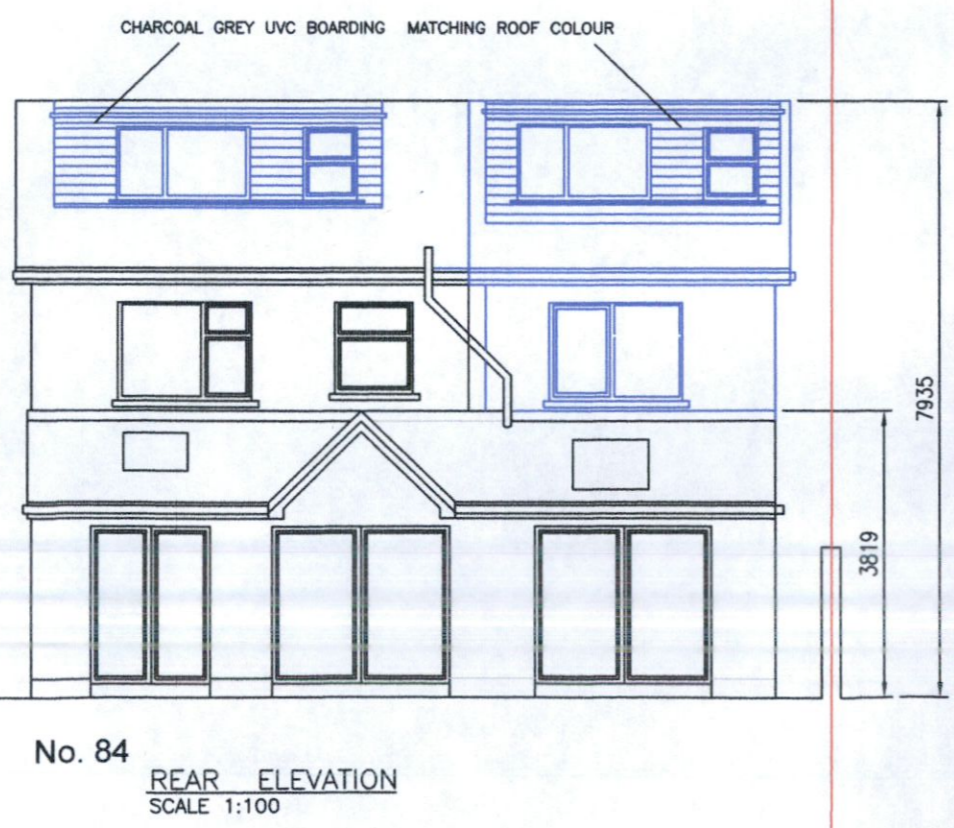 CHARCOAL GREY UVC BOARDING MATCHING ROOF COLOUR
7935
3819
No. 84
REAR ELEVATION
SCALE 1:100